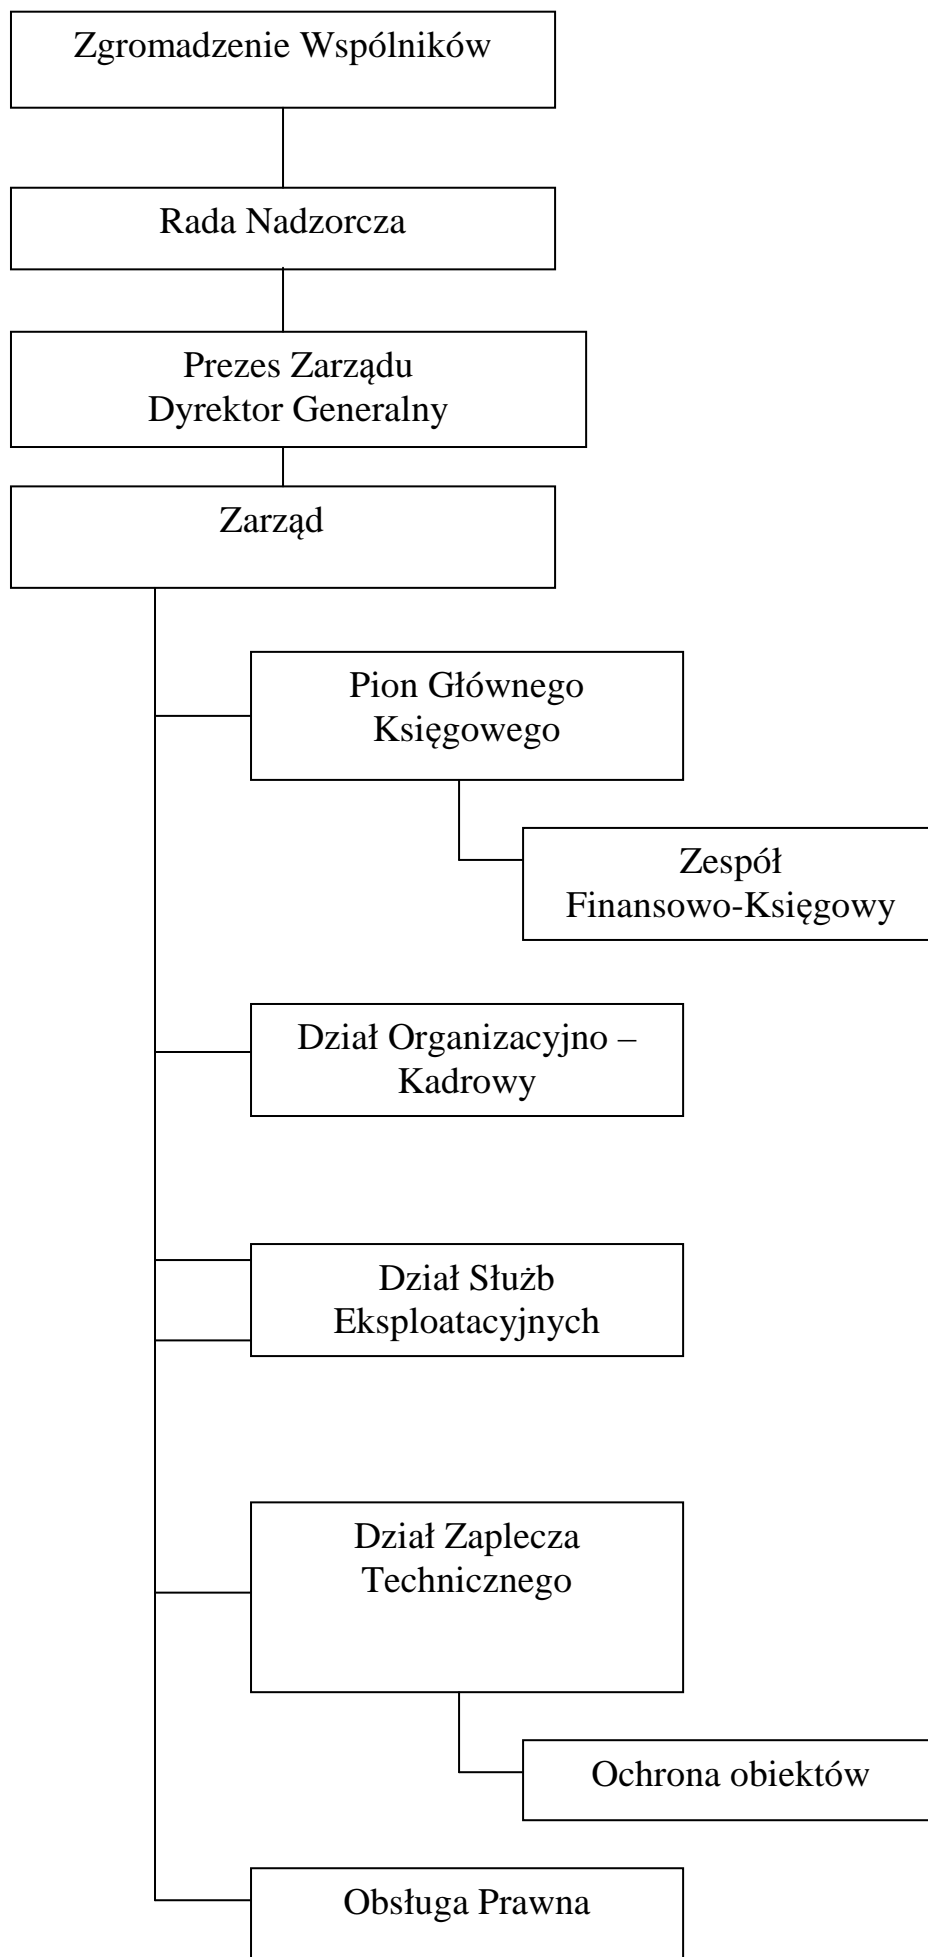 Zgromadzenie Wspólników
Rada Nadzorcza
Prezes Zarządu
Dyrektor Generalny
Zarząd
Pion Głównego
Księgowego
Zespół
Finansowo-Księgowy
Dział Organizacyjno –
Kadrowy
Dział Służb
Eksploatacyjnych
Dział Zaplecza
Technicznego
Ochrona obiektów
Obsługa Prawna